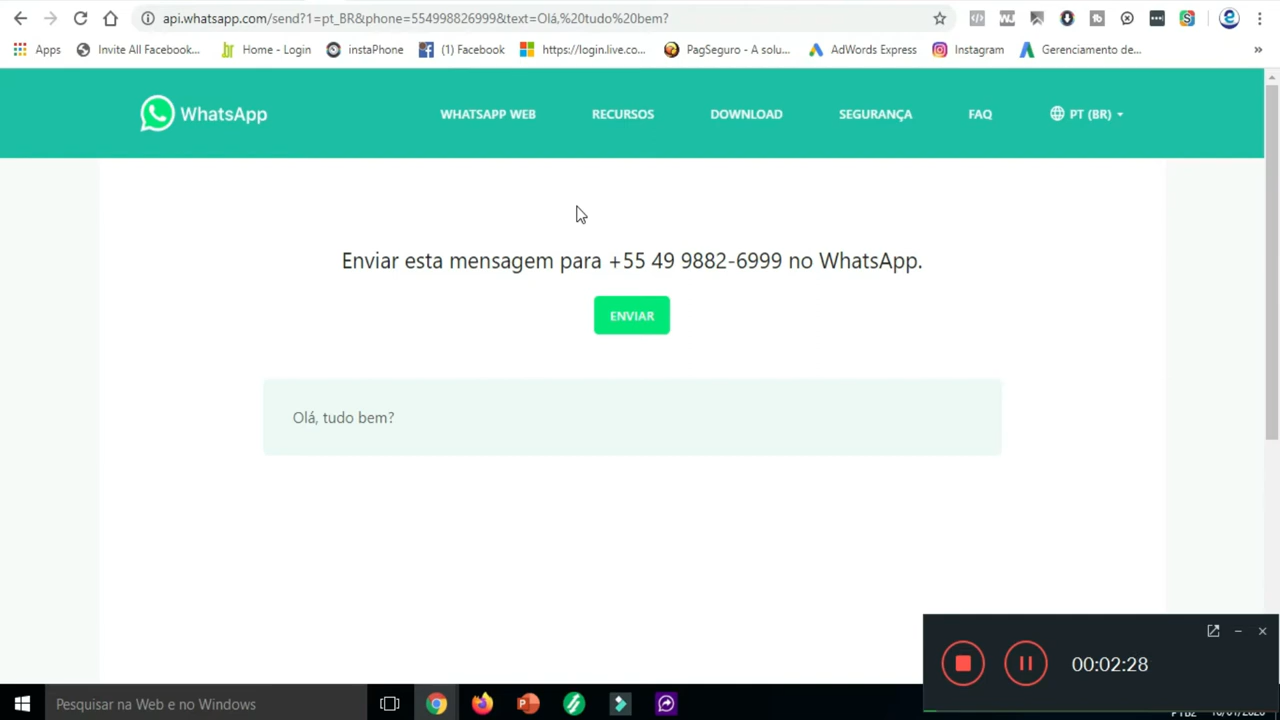 api.whatsapp.com/send?1=pt_BR&phone=554998826999&text=Olá,%20tudo%20bem?
Apps
Invite All Facebook...
Home - Login
instaPhone
(1) Facebook
https://login.live.co...
PagSeguro - A solu...
AdWords Express
Instagram
Gerenciamento de...
»
WhatsApp
WHATSAPP WEB
RECURSOS
DOWNLOAD
SEGURANÇA
FAQ
PT (BR)
Enviar esta mensagem para +55 49 9882-6999 no WhatsApp.
ENVIAR
Olá, tudo bem?
00:02:28
Pesquisar na Web e no Windows